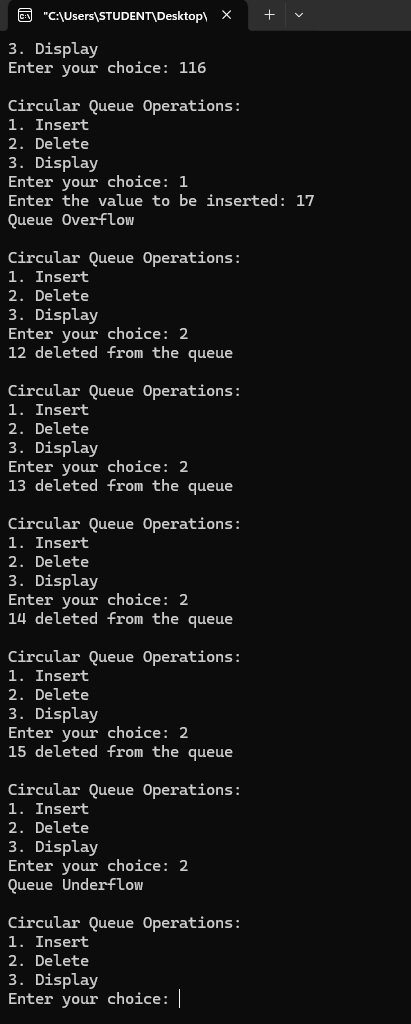 "C:\Users\STUDENT\Desktop\
3. Display
Enter your choice: 116
Circular Queue Operations:
1. Insert
2. Delete
3. Display
Enter your choice: 1
Enter the value to be inserted: 17
Queue Overflow
Circular Queue Operations:
1. Insert
2. Delete
3. Display
Enter your choice: 2
12 deleted from the queue
Circular Queue Operations:
1. Insert
2. Delete
3. Display
Enter your choice: 2
13 deleted from the queue
Circular Queue Operations:
1. Insert
2. Delete
3. Display
Enter your choice: 2
14 deleted from the queue
Circular Queue Operations:
1. Insert
2. Delete
3. Display
Enter your choice: 2
15 deleted from the queue
Circular Queue Operations:
1. Insert
2. Delete
3. Display
Enter your choice: 2
Queue Underflow
Circular Queue Operations:
1. Insert
2. Delete
3. Display
Enter your choice: